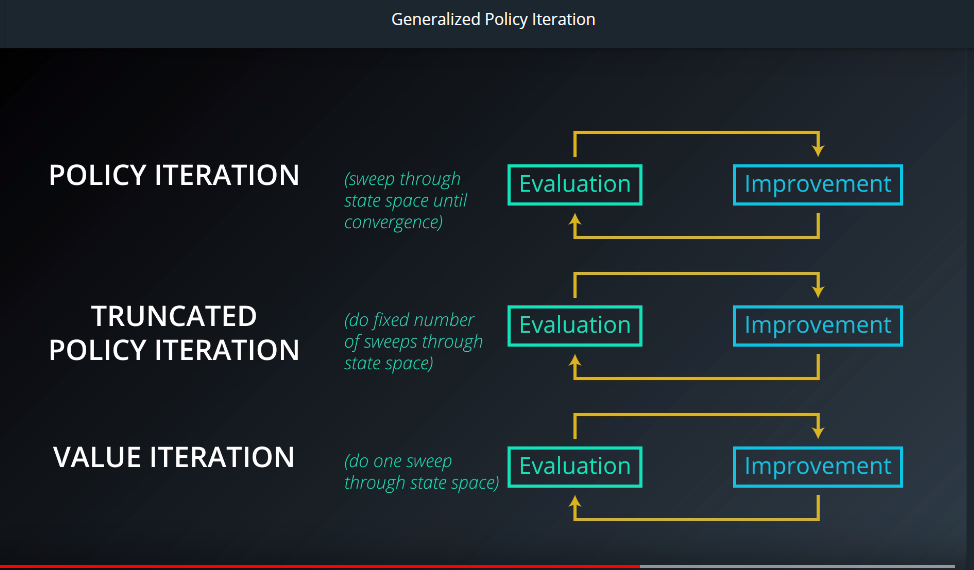 Generalized Policy Iteration
POLICY ITERATION
(sweep through
state space until
convergence)
Evaluation
Improvement
TRUNCATED
POLICY ITERATION
(do fixed number
of sweeps through
state space)
Evaluation
Improvement
VALUE ITERATION
(do one sweep
through state space)
Evaluation
Improvement